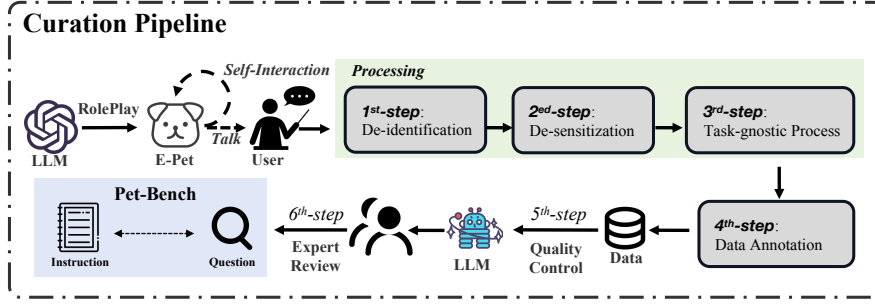 Curation Pipeline
Self-Interaction
Processing
RolePlay
LLM
E-Pet
Talk
User
1st-step:
De-identification
2ed-step:
De-sensitization
3rd-step:
Task-gnostic Process
4th-step:
Data Annotation
Data
5th-step
Quality
Control
LLM
6th-step
Expert
Review
Pet-Bench
Instruction
Question